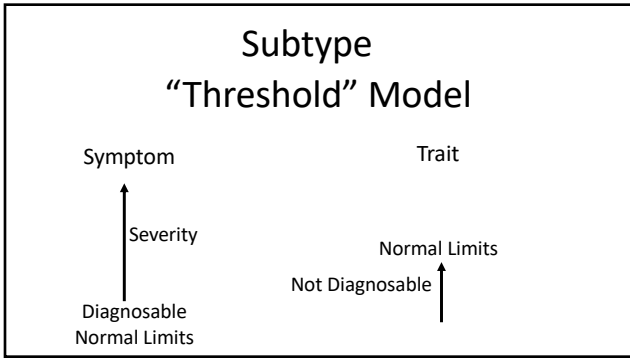 Subtype
“Threshold” Model
Symptom
Trait
Severity
Normal Limits
Not Diagnosable
Diagnosable
Normal Limits